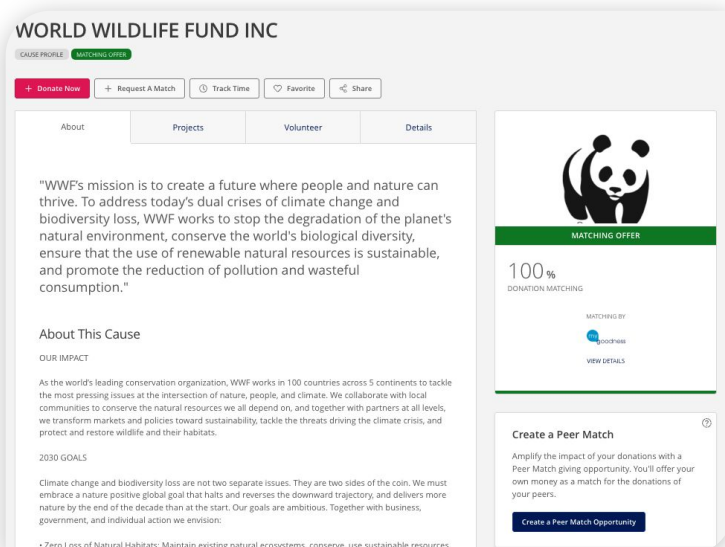 WORLD WILDLIFE FUND INC
CAUSE PROFILE MATCHING OFFER
+ Donate Now + Request A Match Track Time Favorite Share
About Projects Volunteer Details
"WWF's mission is to create a future where people and nature can
thrive. To address today's dual crises of climate change and
biodiversity loss, WWF works to stop the degradation of the planet's
natural environment, conserve the world's biological diversity,
ensure that the use of renewable natural resources is sustainable,
and promote the reduction of pollution and wasteful
consumption."
About This Cause
OUR IMPACT
As the world's leading conservation organization, WWF works in 100 countries across 5 continents to tackle
the most pressing issues at the intersection of nature, people, and climate. We collaborate with local
communities to conserve the natural resources we all depend on, and together with partners at all levels,
we transform markets and policies toward sustainability, tackle the threats driving the climate crisis, and
protect and restore wildlife and their habitats.
2030 GOALS
Climate change and biodiversity loss are not two separate issues. They are two sides of the coin. We must
embrace a nature positive global goal that halts and reverses the downward trajectory, and delivers more
nature by the end of the decade than at the start. Our goals are ambitious. Together with business,
government, and individual action we envision:
• Zero Loss of Natural Habitats: Maintain existing natural ecosystems, conserve, use sustainable resources
MATCHING OFFER
100 %
DONATION MATCHING
MATCHING BY
my goodness
VIEW DETAILS
?
Create a Peer Match
Amplify the impact of your donations with a
Peer Match giving opportunity. You'll offer your
own money as a match for the donations of
your peers.
Create a Peer Match Opportunity